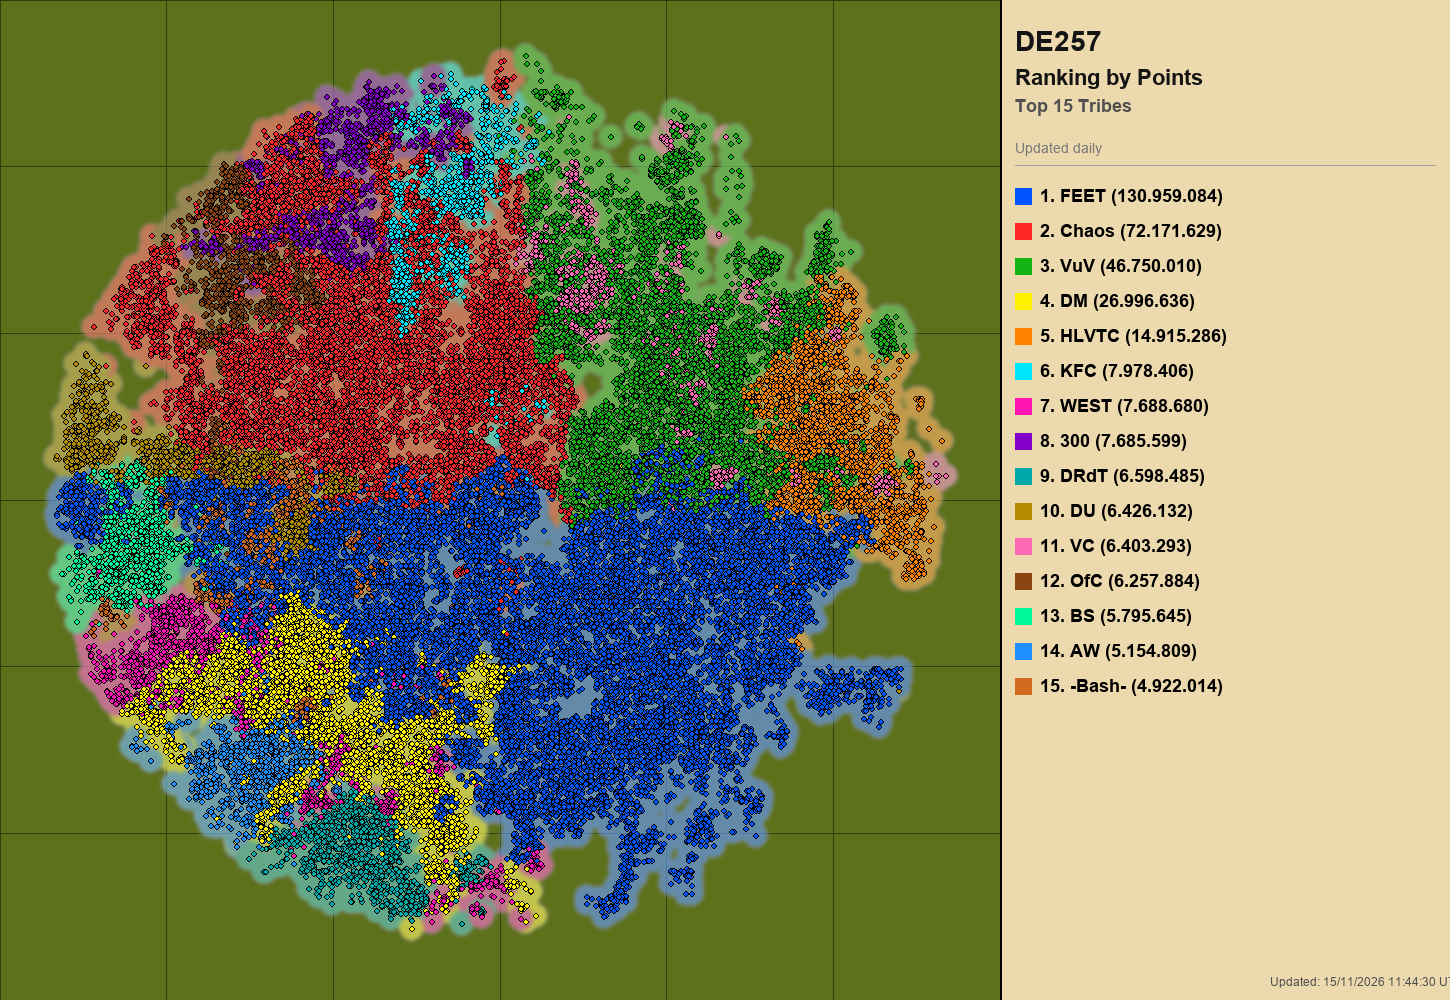 DE257
Ranking by Points
Top 15 Tribes
Updated daily
1. FEET (130.959.084)
2. Chaos (72.171.629)
3. VuV (46.750.010)
4. DM (26.996.636)
5. HLVTC (14.915.286)
6. KFC (7.978.406)
7. WEST (7.688.680)
8. 300 (7.685.599)
9. DRdT (6.598.485)
10. DU (6.426.132)
11. VC (6.403.293)
12. OfC (6.257.884)
13. BS (5.795.645)
14. AW (5.154.809)
15. -Bash- (4.922.014)
Updated: 15/11/2026 11:44:30